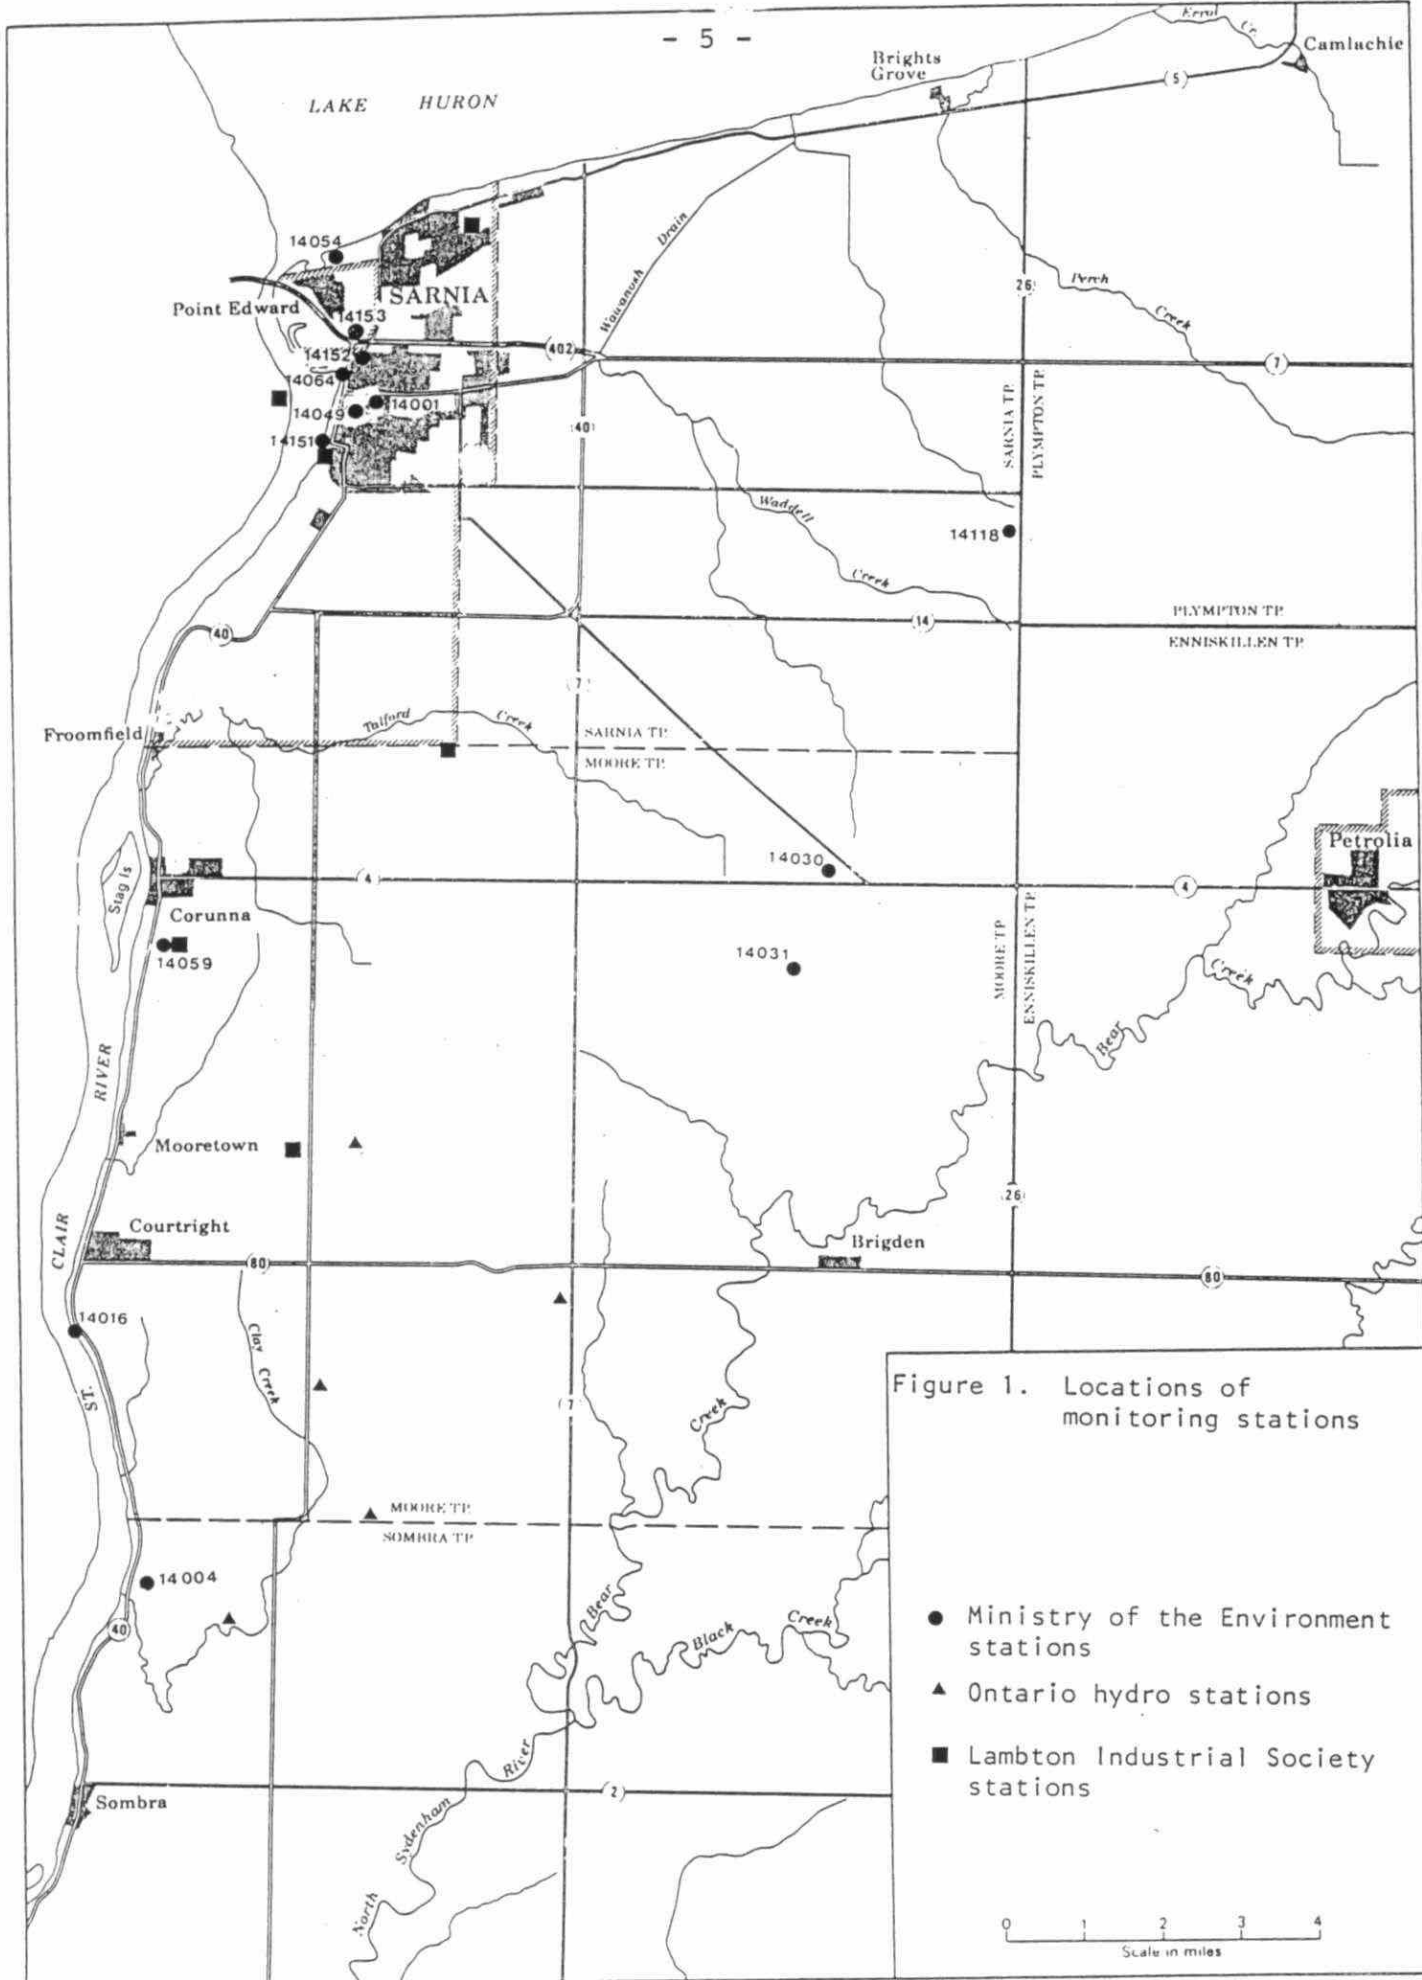 - 5 -
Errol
Cr.
Camlachie
Brights
Grove
(5)
LAKE HURON
Wawanosh
Drain
14054
SARNIA
26
Perch
Creek
Point Edward
14153
402
14152
(7)
14064
14001
14049
SARNIA TP.
PLYMPTON TP.
(40)
14151
Waddell
Creek
14118
PLYMPTON TP.
ENNISKILLEN TP.
14
40
(7)
Froomfield
Talford
Creek
SARNIA TP.
MOORE TP.
Petrolia
14030
4
4
Stag Is
Corunna
14059
14031
MOORE TP.
ENNISKILLEN TP.
Creek
Bear
RIVER
Mooretown
(26)
Courtright
Brigden
CLAIR
80
80
14016
Clay
Creek
ST.
(7)
Creek
Figure 1. Locations of
monitoring stations
MOORE TP.
SOMBRA TP.
14004
40
Bear
Black
Creek
● Ministry of the Environment
stations
▲ Ontario hydro stations
■ Lambton Industrial Society
stations
River
(2)
Sombra
Sydenham
North
0 1 2 3 4
Scale in miles